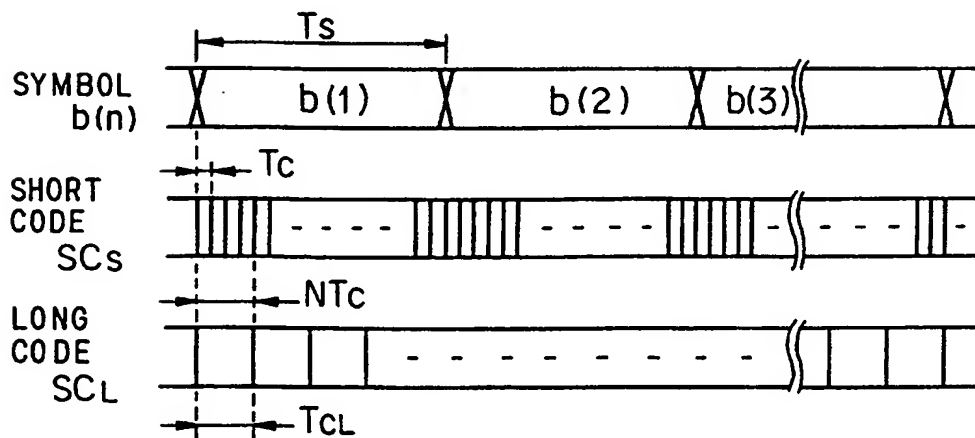 Ts
SYMBOL
b(n)
b(1) b(2) b(3)
Tc
SHORT
CODE
SCs
NTc
LONG
CODE
SCL
TCL